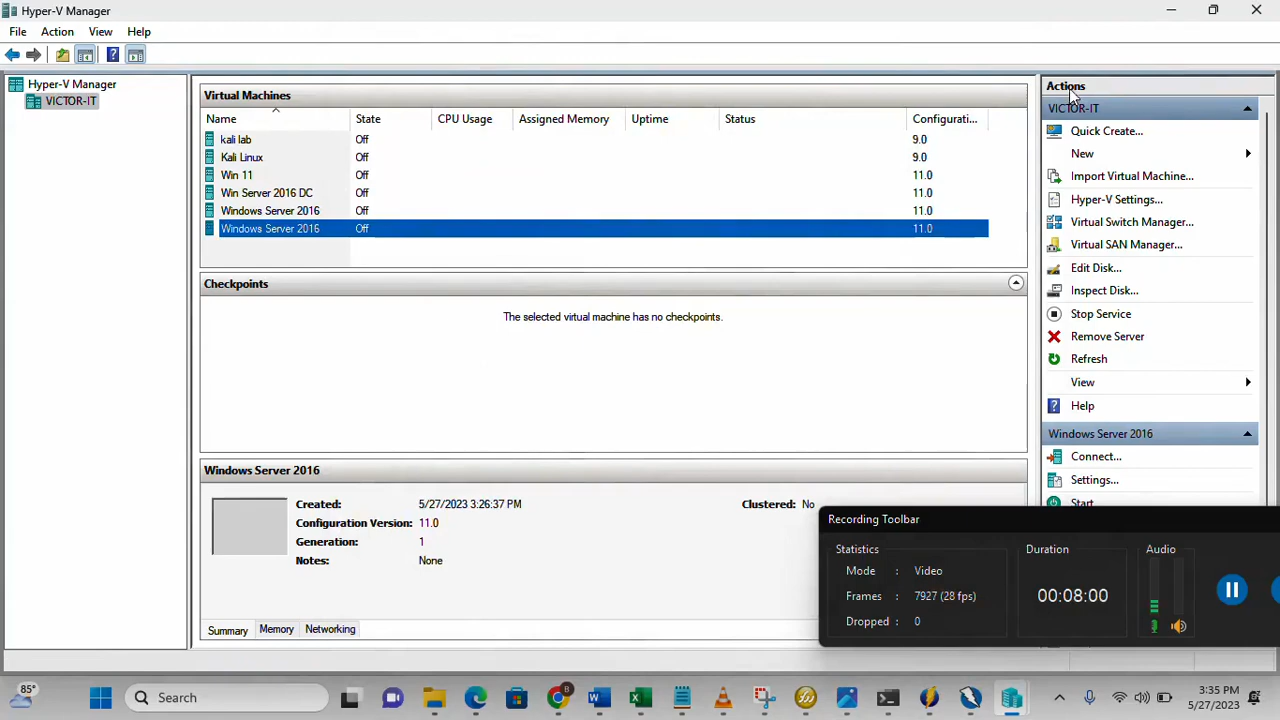 Hyper-V Manager
File Action View Help
Hyper-V Manager
VICTOR-IT
Virtual Machines
Name State CPU Usage Assigned Memory Uptime Status Configurati...
kali lab Off 9.0
Kali Linux Off 9.0
Win 11 Off 11.0
Win Server 2016 DC Off 11.0
Windows Server 2016 Off 11.0
Windows Server 2016 Off 11.0
Checkpoints
The selected virtual machine has no checkpoints.
Windows Server 2016
Created: 5/27/2023 3:26:37 PM Clustered: No
Configuration Version: 11.0
Generation: 1
Notes: None
Summary Memory Networking
Actions
VICTOR-IT
Quick Create...
New
Import Virtual Machine...
Hyper-V Settings...
Virtual Switch Manager...
Virtual SAN Manager...
Edit Disk...
Inspect Disk...
Stop Service
Remove Server
Refresh
View
Help
Windows Server 2016
Connect...
Settings...
Start
Recording Toolbar
Statistics Duration Audio
Mode : Video
Frames : 7927 (28 fps)
Dropped : 0
00:08:00
85°
Search
B
3:35 PM
5/27/2023